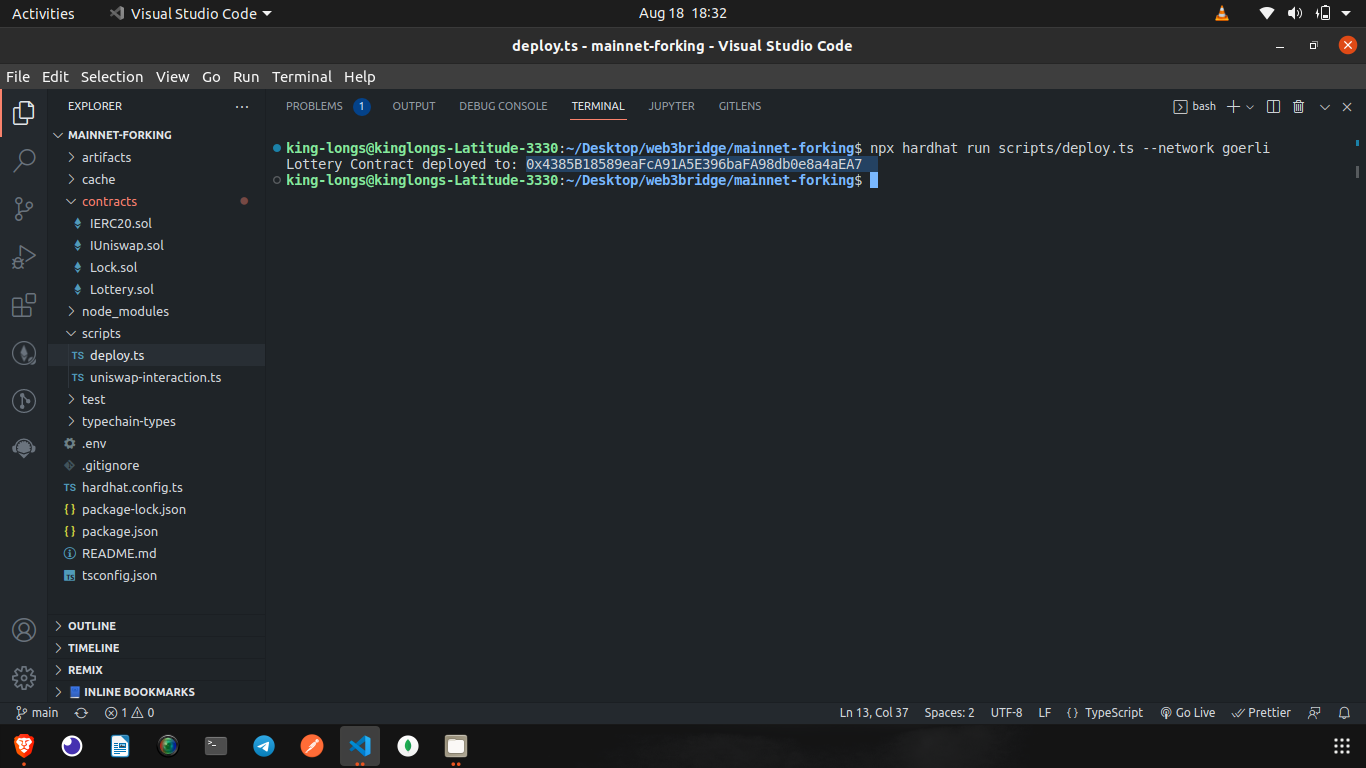 Activities Visual Studio Code Aug 18 18:32
deploy.ts - mainnet-forking - Visual Studio Code
File Edit Selection View Go Run Terminal Help
EXPLORER
MAINNET-FORKING
artifacts
cache
contracts
IERC20.sol
IUniswap.sol
Lock.sol
Lottery.sol
node_modules
scripts
TS deploy.ts
TS uniswap-interaction.ts
test
typechain-types
.env
.gitignore
TS hardhat.config.ts
{} package-lock.json
{} package.json
README.md
TS tsconfig.json
OUTLINE
TIMELINE
REMIX
INLINE BOOKMARKS
PROBLEMS 1 OUTPUT DEBUG CONSOLE TERMINAL JUPYTER GITLENS bash
king-longs@kinglongs-Latitude-3330:~/Desktop/web3bridge/mainnet-forking$ npx hardhat run scripts/deploy.ts --network goerli
Lottery Contract deployed to: 0x4385B18589eaFcA91A5E396baFA98db0e8a4aEA7
king-longs@kinglongs-Latitude-3330:~/Desktop/web3bridge/mainnet-forking$
main 1 0 Ln 13, Col 37 Spaces: 2 UTF-8 LF {} TypeScript Go Live Prettier